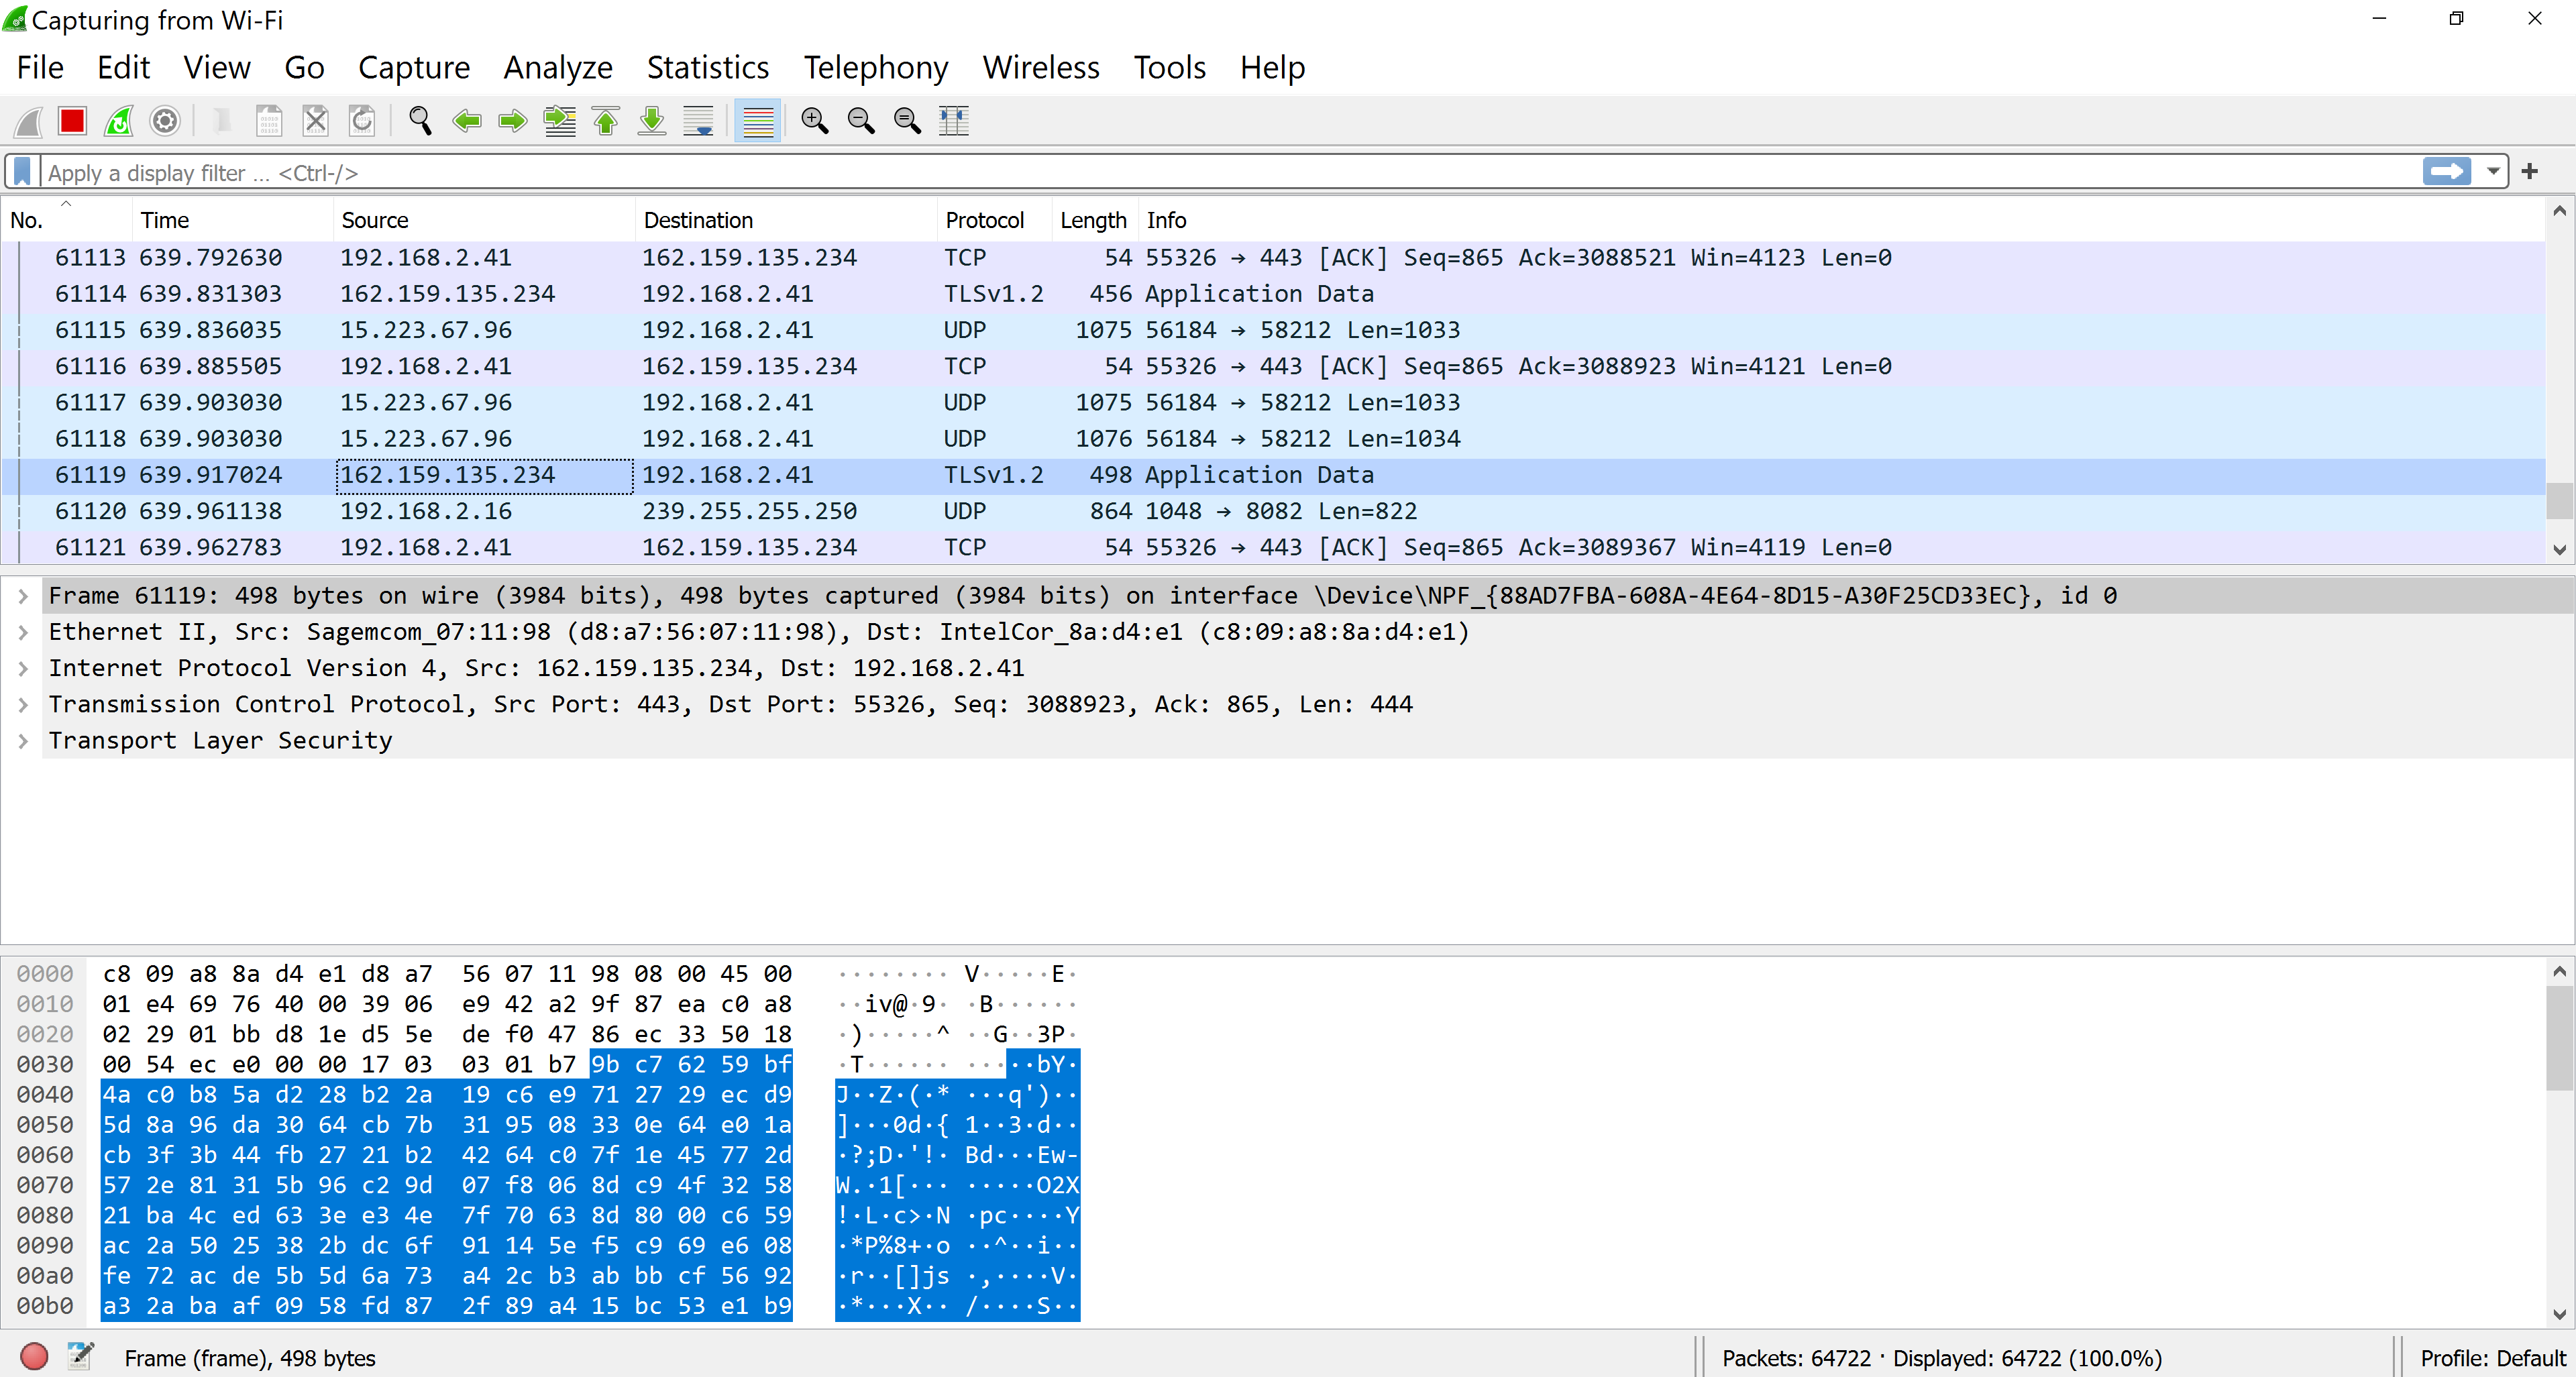 Capturing from Wi-Fi
File Edit View Go Capture Analyze Statistics Telephony Wireless Tools Help
Apply a display filter ... <Ctrl-/>
No. Time Source Destination Protocol Length Info
61113 639.792630 192.168.2.41 162.159.135.234 TCP 54 55326 → 443 [ACK] Seq=865 Ack=3088521 Win=4123 Len=0
61114 639.831303 162.159.135.234 192.168.2.41 TLSv1.2 456 Application Data
61115 639.836035 15.223.67.96 192.168.2.41 UDP 1075 56184 → 58212 Len=1033
61116 639.885505 192.168.2.41 162.159.135.234 TCP 54 55326 → 443 [ACK] Seq=865 Ack=3088923 Win=4121 Len=0
61117 639.903030 15.223.67.96 192.168.2.41 UDP 1075 56184 → 58212 Len=1033
61118 639.903030 15.223.67.96 192.168.2.41 UDP 1076 56184 → 58212 Len=1034
61119 639.917024 162.159.135.234 192.168.2.41 TLSv1.2 498 Application Data
61120 639.961138 192.168.2.16 239.255.255.250 UDP 864 1048 → 8082 Len=822
61121 639.962783 192.168.2.41 162.159.135.234 TCP 54 55326 → 443 [ACK] Seq=865 Ack=3089367 Win=4119 Len=0
Frame 61119: 498 bytes on wire (3984 bits), 498 bytes captured (3984 bits) on interface \Device\NPF_{88AD7FBA-608A-4E64-8D15-A30F25CD33EC}, id 0
Ethernet II, Src: Sagemcom_07:11:98 (d8:a7:56:07:11:98), Dst: IntelCor_8a:d4:e1 (c8:09:a8:8a:d4:e1)
Internet Protocol Version 4, Src: 162.159.135.234, Dst: 192.168.2.41
Transmission Control Protocol, Src Port: 443, Dst Port: 55326, Seq: 3088923, Ack: 865, Len: 444
Transport Layer Security
0000 c8 09 a8 8a d4 e1 d8 a7 56 07 11 98 08 00 45 00 ········ V·····E·
0010 01 e4 69 76 40 00 39 06 e9 42 a2 9f 87 ea c0 a8 ··iv@·9· ·B······
0020 02 29 01 bb d8 1e d5 5e de f0 47 86 ec 33 50 18 ·)·····^ ··G··3P·
0030 00 54 ec e0 00 00 17 03 03 01 b7 9b c7 62 59 bf ·T······ ·····bY·
0040 4a c0 b8 5a d2 28 b2 2a 19 c6 e9 71 27 29 ec d9 J··Z·(·* ···q')··
0050 5d 8a 96 da 30 64 cb 7b 31 95 08 33 0e 64 e0 1a ]···0d·{ 1··3·d··
0060 cb 3f 3b 44 fb 27 21 b2 42 64 c0 7f 1e 45 77 2d ·?;D·'!· Bd···Ew-
0070 57 2e 81 31 5b 96 c2 9d 07 f8 06 8d c9 4f 32 58 W.·1[··· ·····O2X
0080 21 ba 4c ed 63 3e e3 4e 7f 70 63 8d 80 00 c6 59 !·L·c>·N ·pc····Y
0090 ac 2a 50 25 38 2b dc 6f 91 14 5e f5 c9 69 e6 08 ·*P%8+·o ··^··i··
00a0 fe 72 ac de 5b 5d 6a 73 a4 2c b3 ab bb cf 56 92 ·r··[]js ·,····V·
00b0 a3 2a ba af 09 58 fd 87 2f 89 a4 15 bc 53 e1 b9 ·*···X·· /····S··
Frame (frame), 498 bytes Packets: 64722 · Displayed: 64722 (100.0%) Profile: Default